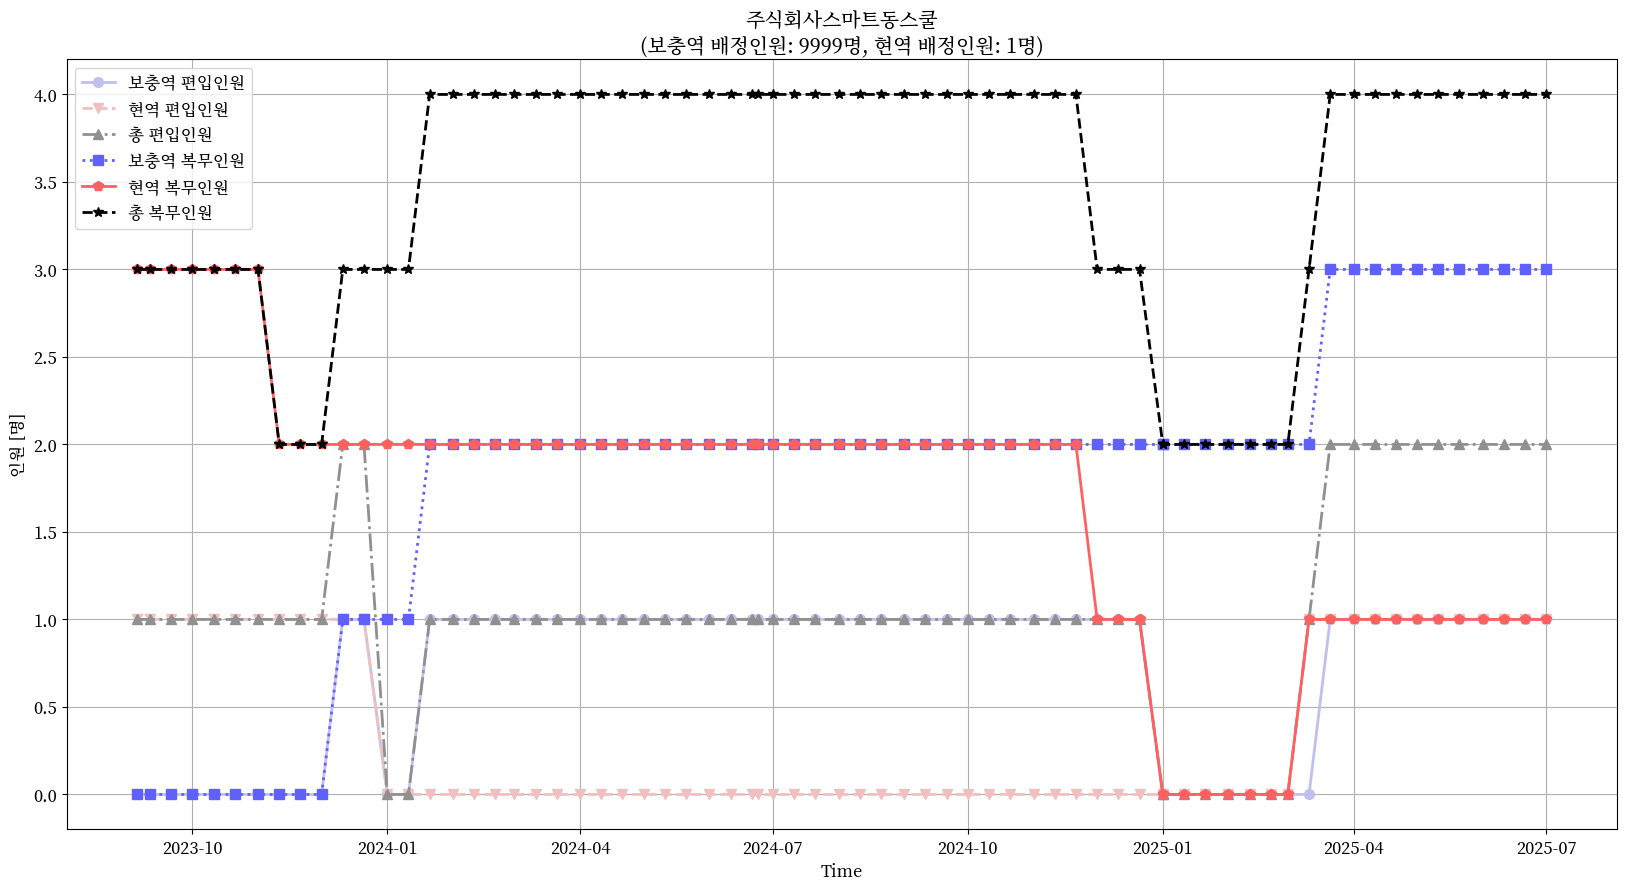 주식회사스마트동스쿨
(보충역 배정인원: 9999명, 현역 배정인원: 1명)
보충역 편입인원
현역 편입인원
총 편입인원
보충역 복무인원
현역 복무인원
총 복무인원
4.0
3.5
3.0
2.5
2.0
1.5
1.0
0.5
0.0
인원 [명]
2023-10
2024-01
2024-04
2024-07
2024-10
2025-01
2025-04
2025-07
Time